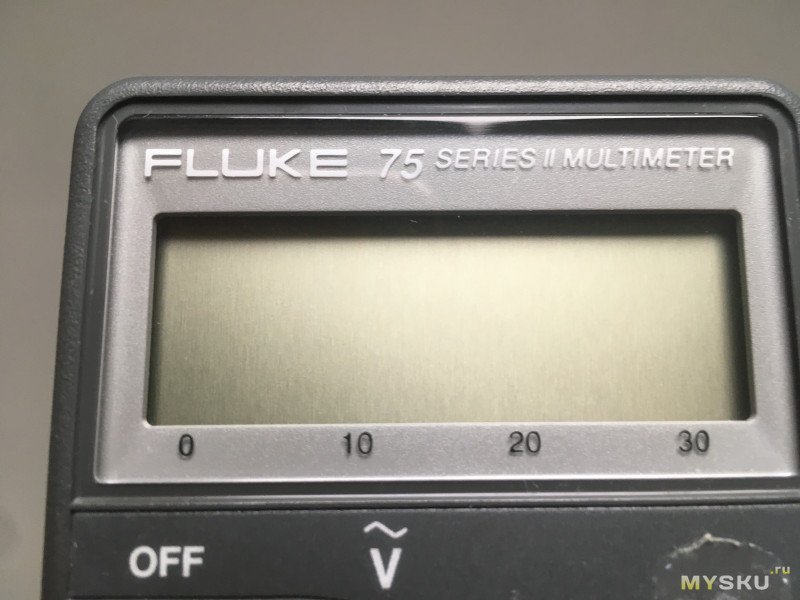 FLUKE 75 SERIES II MULTIMETER
0 10 20 30
OFF V
MYSKU.ru